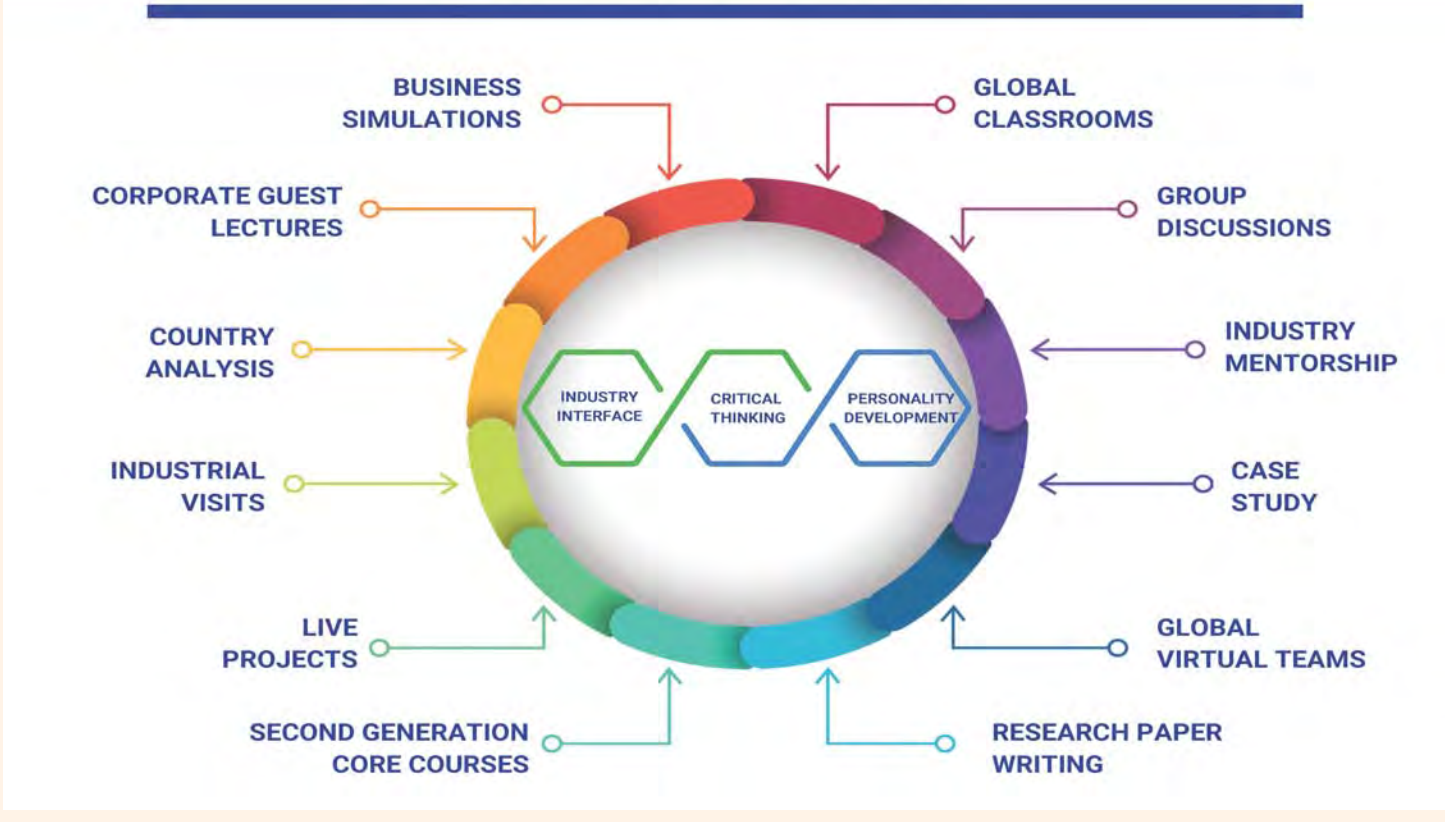 BUSINESS
SIMULATIONS
GLOBAL
CLASSROOMS
CORPORATE GUEST
LECTURES
GROUP
DISCUSSIONS
COUNTRY
ANALYSIS
INDUSTRY
MENTORSHIP
INDUSTRY
INTERFACE
CRITICAL
THINKING
PERSONALITY
DEVELOPMENT
INDUSTRIAL
VISITS
CASE
STUDY
LIVE
PROJECTS
GLOBAL
VIRTUAL TEAMS
SECOND GENERATION
CORE COURSES
RESEARCH PAPER
WRITING